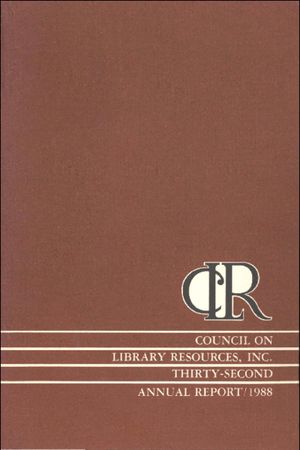 CLR
COUNCIL ON
LIBRARY RESOURCES, INC.
THIRTY-SECOND
ANNUAL REPORT/1988